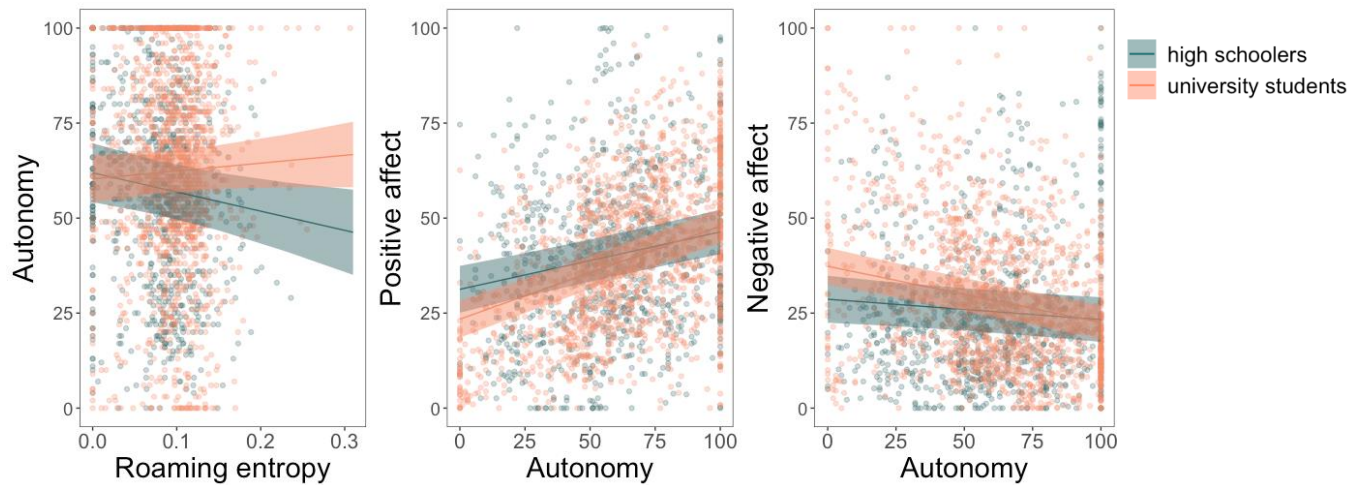 100
75
50
25
0
Autonomy
0.0 0.1 0.2 0.3
Roaming entropy
100
75
50
25
0
Positive affect
0 25 50 75 100
Autonomy
100
75
50
25
0
Negative affect
0 25 50 75 100
Autonomy
high schoolers
university students